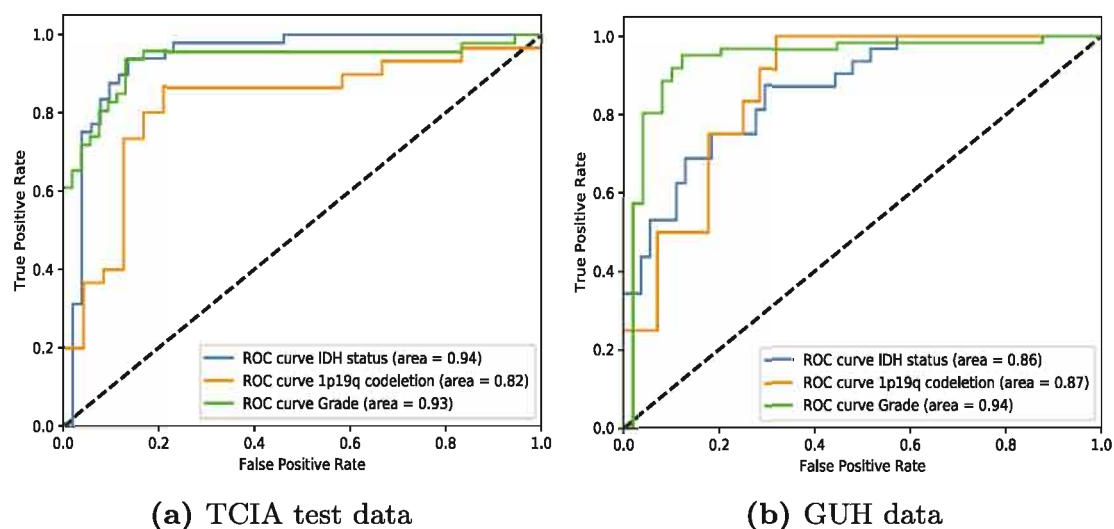 1.0
0.8
0.6
0.4
0.2
0.0
True Positive Rate
ROC curve IDH status (area = 0.94)
ROC curve 1p19q codeletion (area = 0.82)
ROC curve Grade (area = 0.93)
0.0 0.2 0.4 0.6 0.8 1.0
False Positive Rate
(a) TCIA test data
1.0
0.8
0.6
0.4
0.2
0.0
True Positive Rate
ROC curve IDH status (area = 0.86)
ROC curve 1p19q codeletion (area = 0.87)
ROC curve Grade (area = 0.94)
0.0 0.2 0.4 0.6 0.8 1.0
False Positive Rate
(b) GUH data